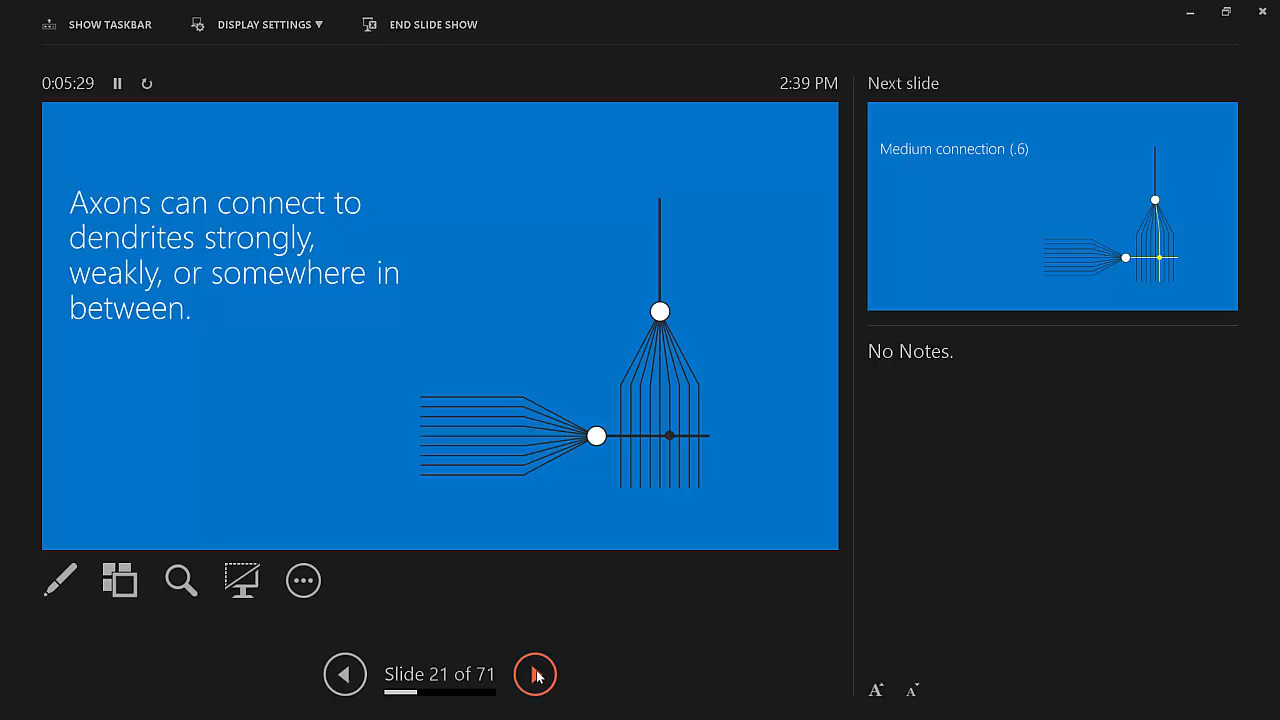 SHOW TASKBAR
DISPLAY SETTINGS ▼
END SLIDE SHOW
0:05:29
2:39 PM
Next slide
Axons can connect to
dendrites strongly,
weakly, or somewhere in
between.
Medium connection (.6)
No Notes.
Slide 21 of 71
A A